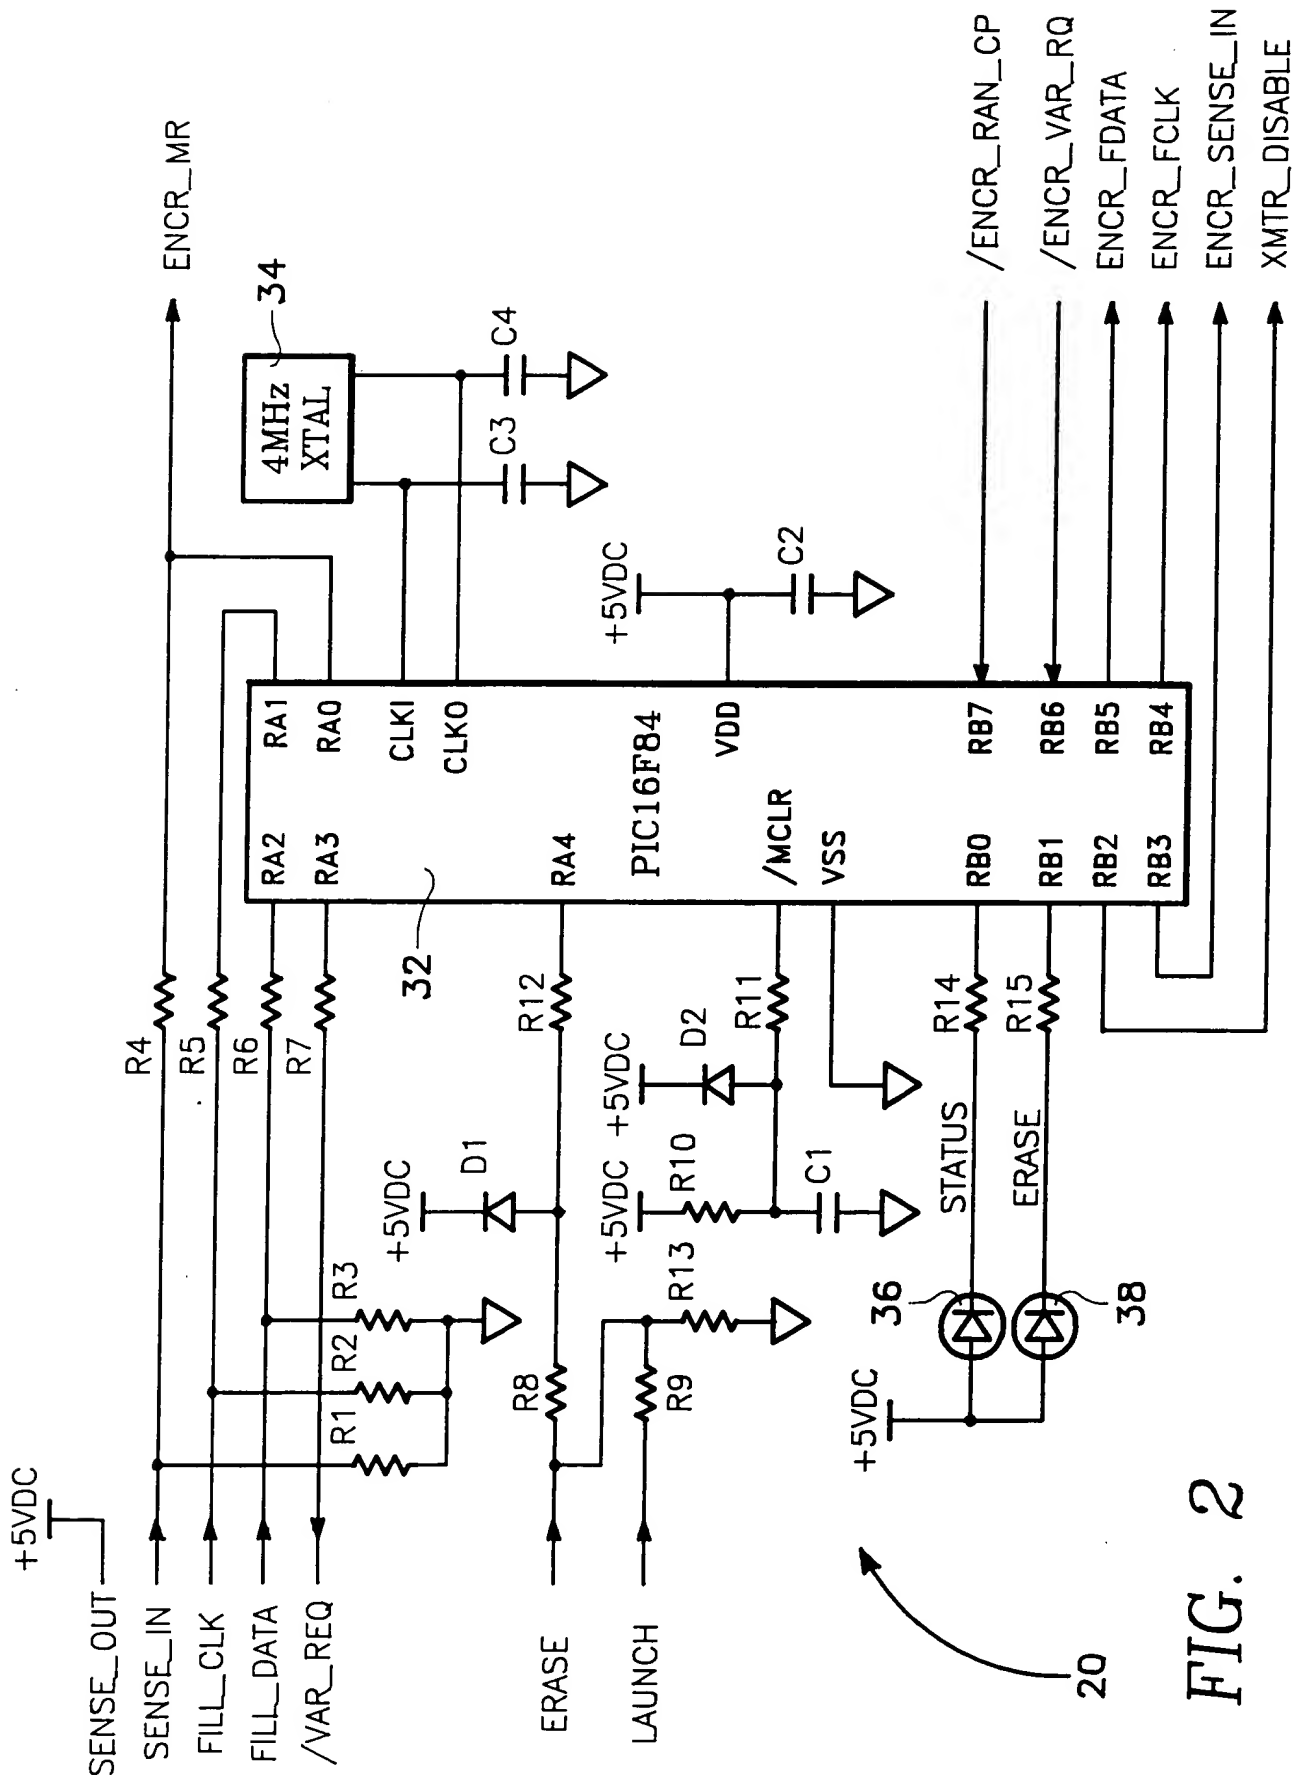 +5VDC
SENSE_OUT
SENSE_IN
FILL_CLK
FILL_DATA
/VAR_REQ
R1
R2
R3
R4
R5
R6
R7
ENCR_MR
4MHz
XTAL
34
C3
C4
RA2
RA3
RA1
RA0
CLKI
CLKO
32
RA4
PIC16F84
/MCLR
VSS
VDD
RB0
RB1
RB2
RB3
RB7
RB6
RB5
RB4
+5VDC
C2
+5VDC
D1
R12
ERASE
LAUNCH
R8
R9
R13
+5VDC
R10
+5VDC
D2
R11
C1
+5VDC
36
38
STATUS
ERASE
R14
R15
/ENCR_RAN_CP
/ENCR_VAR_RQ
ENCR_FDATA
ENCR_FCLK
ENCR_SENSE_IN
XMTR_DISABLE
20
FIG. 2